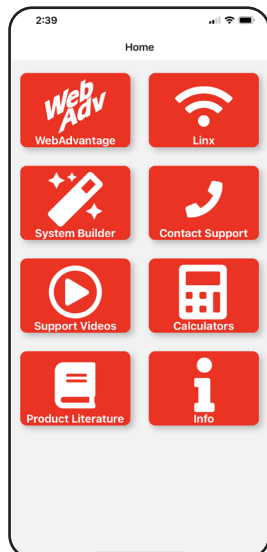 2:39
Home
Web
Adv
WebAdvantage
Linx
System Builder
Contact Support
Support Videos
Calculators
Product Literature
Info